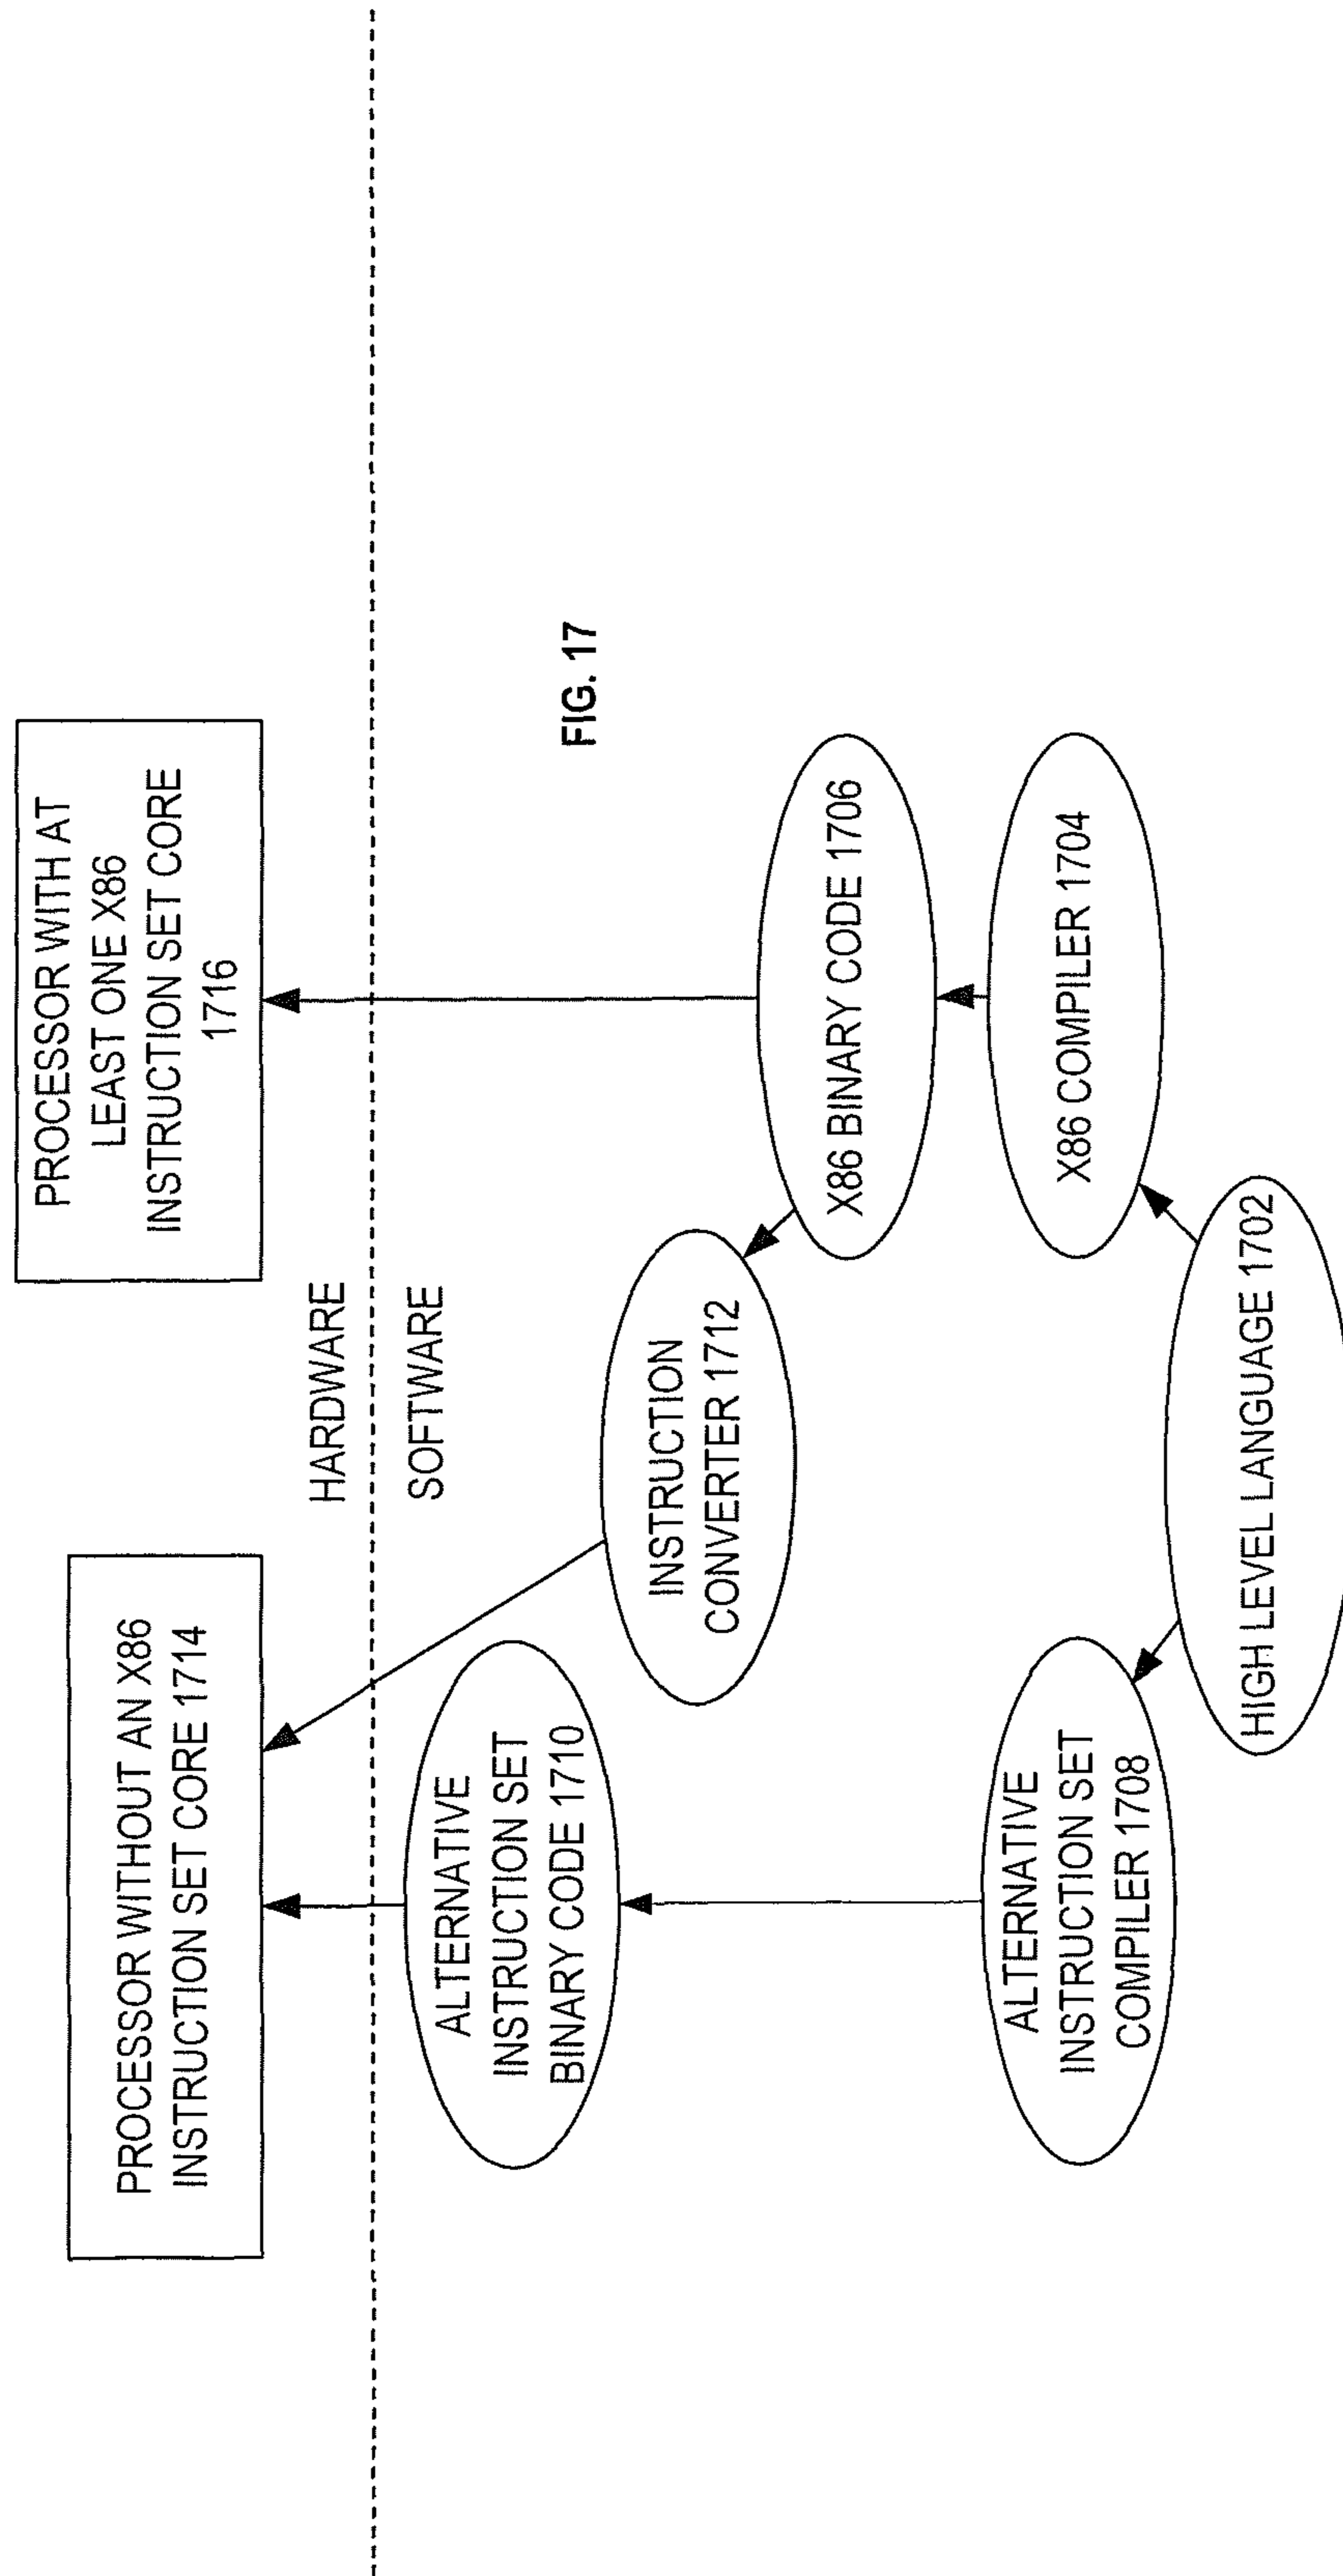 PROCESSOR WITHOUT AN X86
INSTRUCTION SET CORE 1714
PROCESSOR WITH AT
LEAST ONE X86
INSTRUCTION SET CORE
1716
HARDWARE
SOFTWARE
ALTERNATIVE
INSTRUCTION SET
BINARY CODE 1710
INSTRUCTION
CONVERTER 1712
FIG. 17
X86 BINARY CODE 1706
ALTERNATIVE
INSTRUCTION SET
COMPILER 1708
X86 COMPILER 1704
HIGH LEVEL LANGUAGE 1702